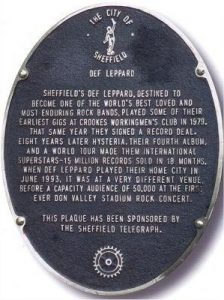 THE CITY OF
SHEFFIELD
DEF LEPPARD
SHEFFIELD'S DEF LEPPARD, DESTINED TO
BECOME ONE OF THE WORLD'S BEST LOVED AND
MOST ENDURING ROCK BANDS, PLAYED SOME OF THEIR
EARLIEST GIGS AT CROOKES WORKINGMEN'S CLUB IN 1979.
THAT SAME YEAR THEY SIGNED A RECORD DEAL.
EIGHT YEARS LATER HYSTERIA, THEIR FOURTH ALBUM,
AND A WORLD TOUR MADE THEM INTERNATIONAL
SUPERSTARS-15 MILLION RECORDS SOLD IN 18 MONTHS.
WHEN DEF LEPPARD PLAYED THEIR HOME CITY IN
JUNE 1993, IT WAS AT A VERY DIFFERENT VENUE,
BEFORE A CAPACITY AUDIENCE OF 50,000 AT THE FIRST
EVER DON VALLEY STADIUM ROCK CONCERT.
THIS PLAQUE HAS BEEN SPONSORED BY
THE SHEFFIELD TELEGRAPH.